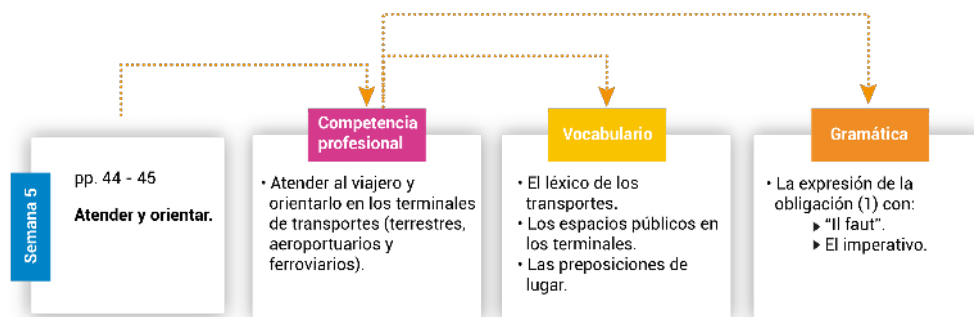 Semana 5
pp. 44 - 45
Atender y orientar.
Competencia
profesional
• Atender al viajero y
orientarlo en los terminales
de transportes (terrestres,
aeroportuarios y
ferroviarios).
Vocabulario
• El léxico de los
transportes.
• Los espacios públicos en
los terminales.
• Las preposiciones de
lugar.
Gramática
• La expresión de la
obligación (1) con:
▸ "Il faut".
▸ El imperativo.